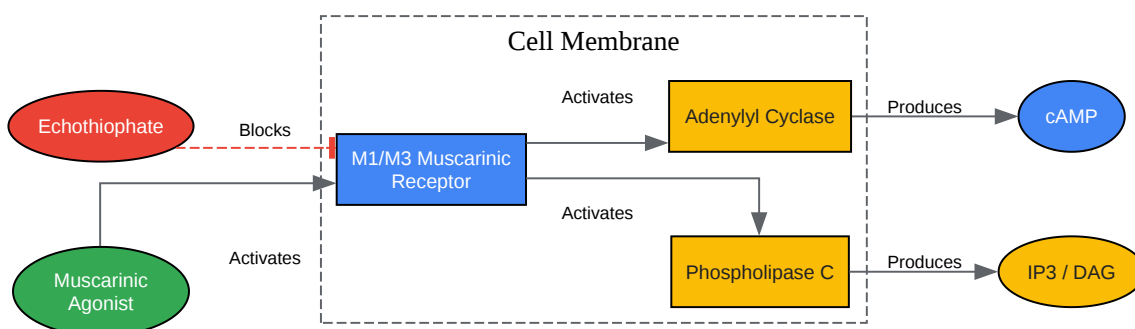 Cell Membrane
Echothiophate
Blocks
Activates
Adenylyl Cyclase
Produces
cAMP
M1/M3 Muscarinic
Receptor
Activates
Activates
Muscarinic
Agonist
Phospholipase C
Produces
IP3 / DAG